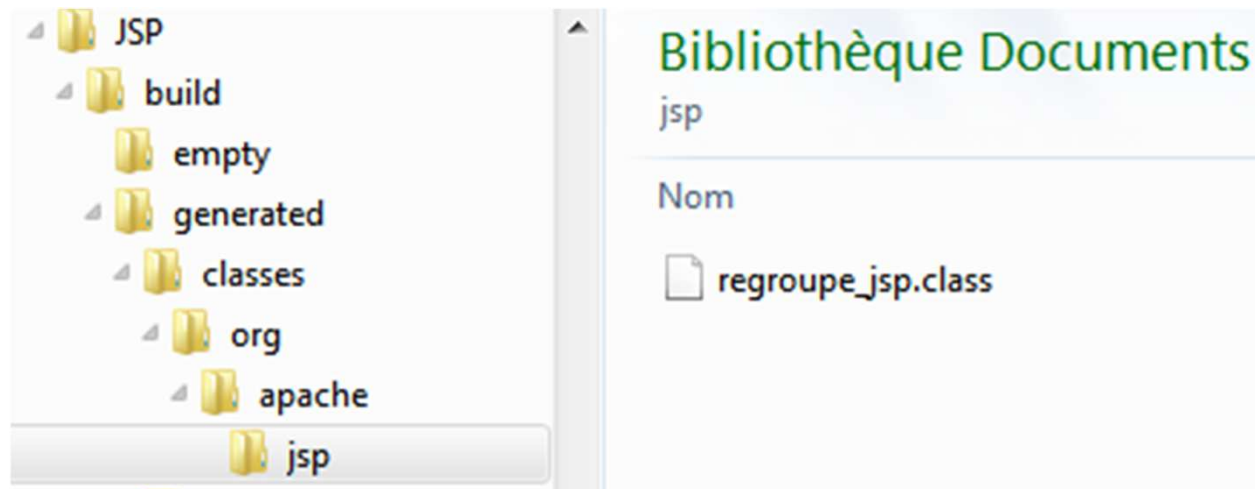 JSP
build
empty
generated
classes
org
apache
jsp
Bibliothèque Documents
jsp
Nom
regroupe_jsp.class